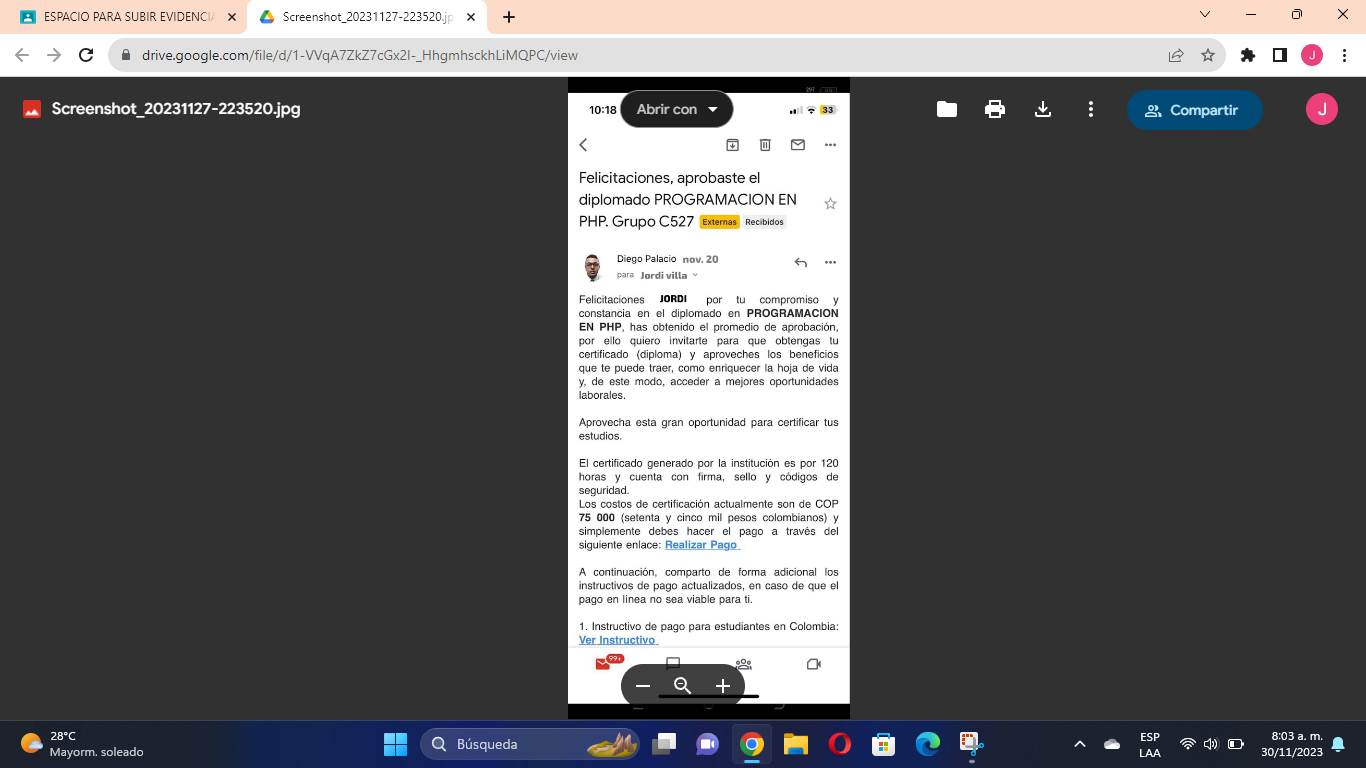 ESPACIO PARA SUBIR EVIDENCIA
Screenshot_20231127-223520.jp
drive.google.com/file/d/1-VVqA7ZkZ7cGx2I-_HhgmhsckhLiMQPC/view
J
Screenshot_20231127-223520.jpg
Compartir
J
10:18
Abrir con
33
Felicitaciones, aprobaste el
diplomado PROGRAMACION EN
PHP. Grupo C527 Externas Recibidos
Diego Palacio nov. 20
para Jordi villa
Felicitaciones JORDI por tu compromiso y
constancia en el diplomado en PROGRAMACION
EN PHP, has obtenido el promedio de aprobación,
por ello quiero invitarte para que obtengas tu
certificado (diploma) y aproveches los beneficios
que te puede traer, como enriquecer la hoja de vida
y, de este modo, acceder a mejores oportunidades
laborales.
Aprovecha esta gran oportunidad para certificar tus
estudios.
El certificado generado por la institución es por 120
horas y cuenta con firma, sello y códigos de
seguridad.
Los costos de certificación actualmente son de COP
75 000 (setenta y cinco mil pesos colombianos) y
simplemente debes hacer el pago a través del
siguiente enlace: Realizar Pago
A continuación, comparto de forma adicional los
instructivos de pago actualizados, en caso de que el
pago en línea no sea viable para ti.
1. Instructivo de pago para estudiantes en Colombia:
Ver Instructivo
99+
28°C
Mayorm. soleado
Búsqueda
ESP
LAA
8:03 a. m.
30/11/2023